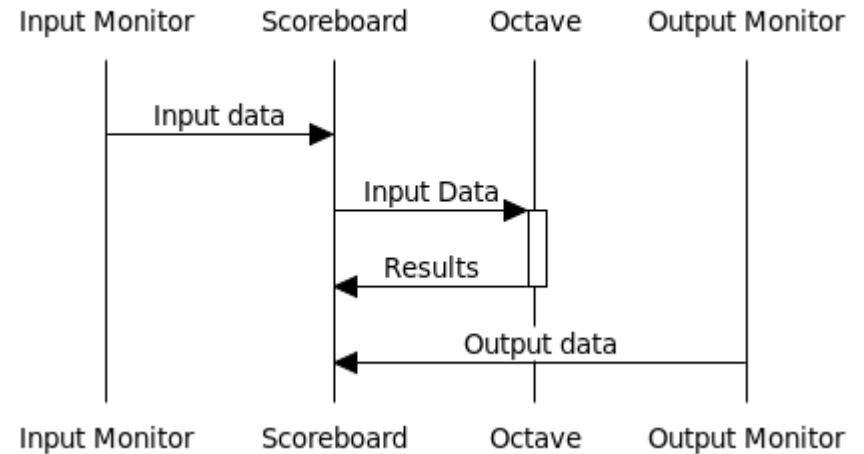 Input Monitor Scoreboard Octave Output Monitor
Input data
Input Data
Results
Output data
Input Monitor Scoreboard Octave Output Monitor